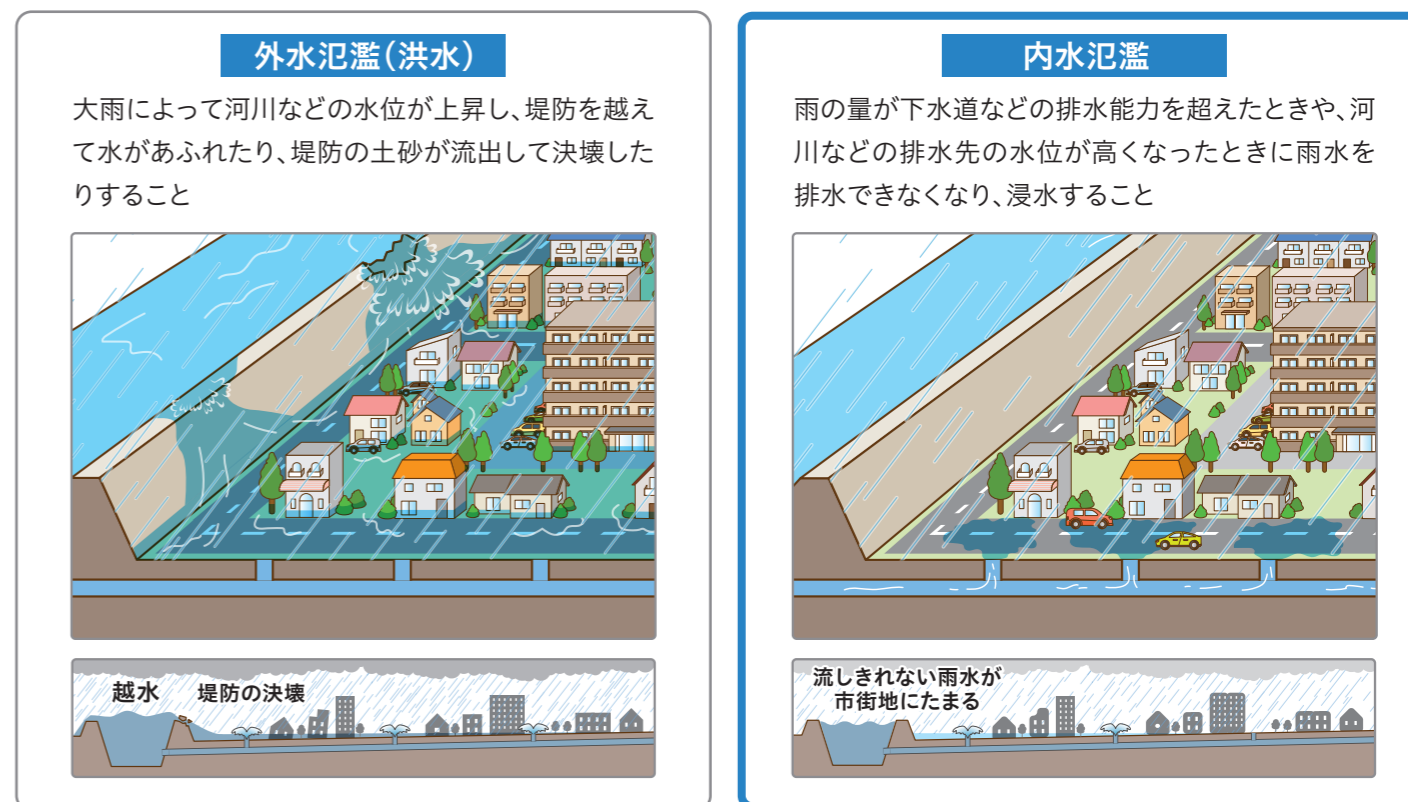 外水氾濫(洪水)
大雨によって河川などの水位が上昇し、堤防を越え
て水があふれたり、堤防の土砂が流出して決壊した
りすること
越水
堤防の決壊
内水氾濫
雨の量が下水道などの排水能力を超えたときや、河
川などの排水先の水位が高くなったときに雨水を
排水できなくなり、浸水すること
流しきれない雨水が
市街地にたまる